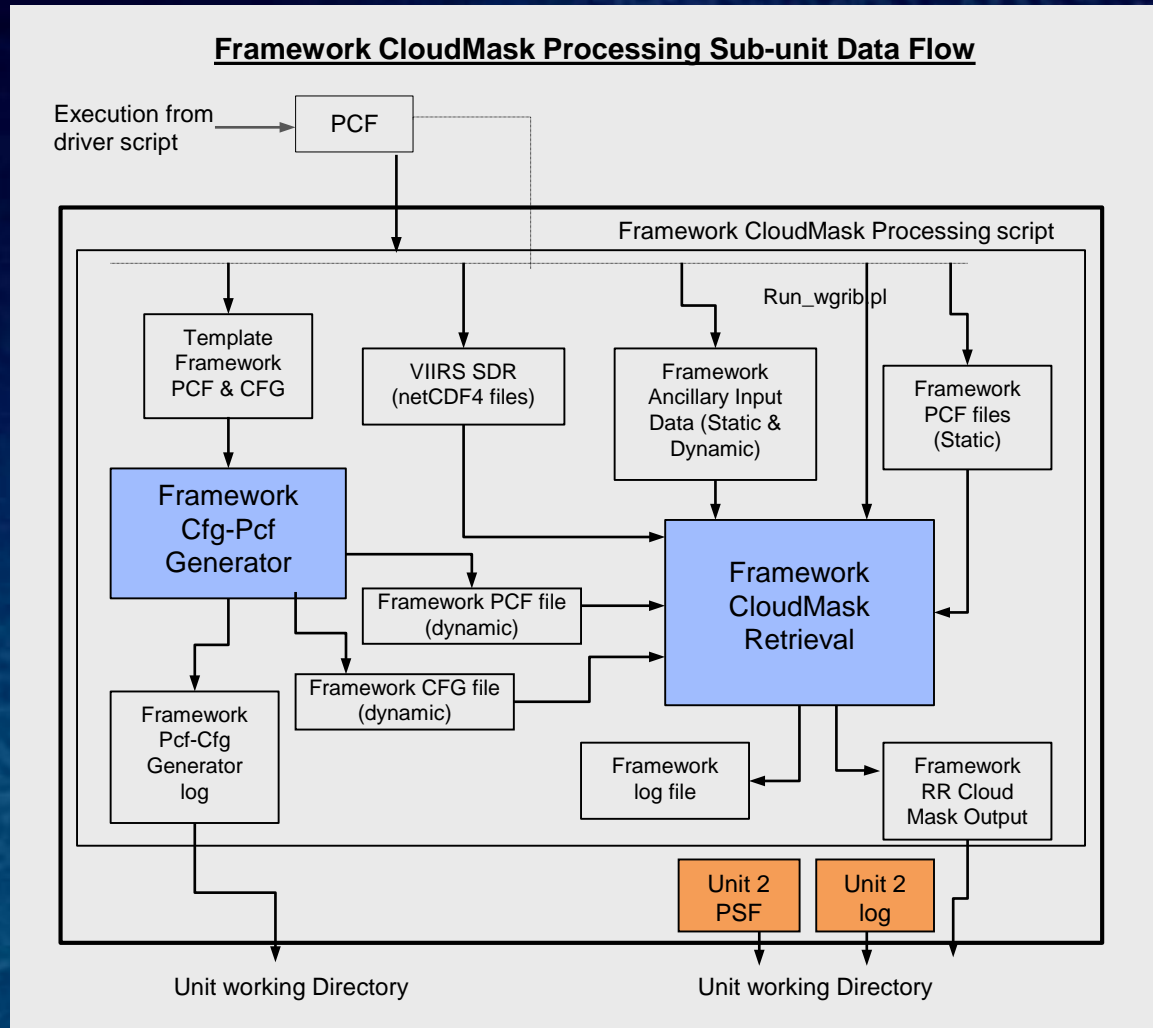 Framework CloudMask Processing Sub-unit Data Flow
Execution from
driver script
PCF
Framework CloudMask Processing script
Run_wgrib.pl
Template
Framework
PCF & CFG
VIIRS SDR
(netCDF4 files)
Framework
Ancillary Input
Data (Static &
Dynamic)
Framework
PCF files
(Static)
Framework
Cfg-Pcf
Generator
Framework PCF file
(dynamic)
Framework
CloudMask
Retrieval
Framework CFG file
(dynamic)
Framework
Pcf-Cfg
Generator
log
Framework
log file
Framework
RR Cloud
Mask Output
Unit 2
PSF
Unit 2
log
Unit working Directory
Unit working Directory